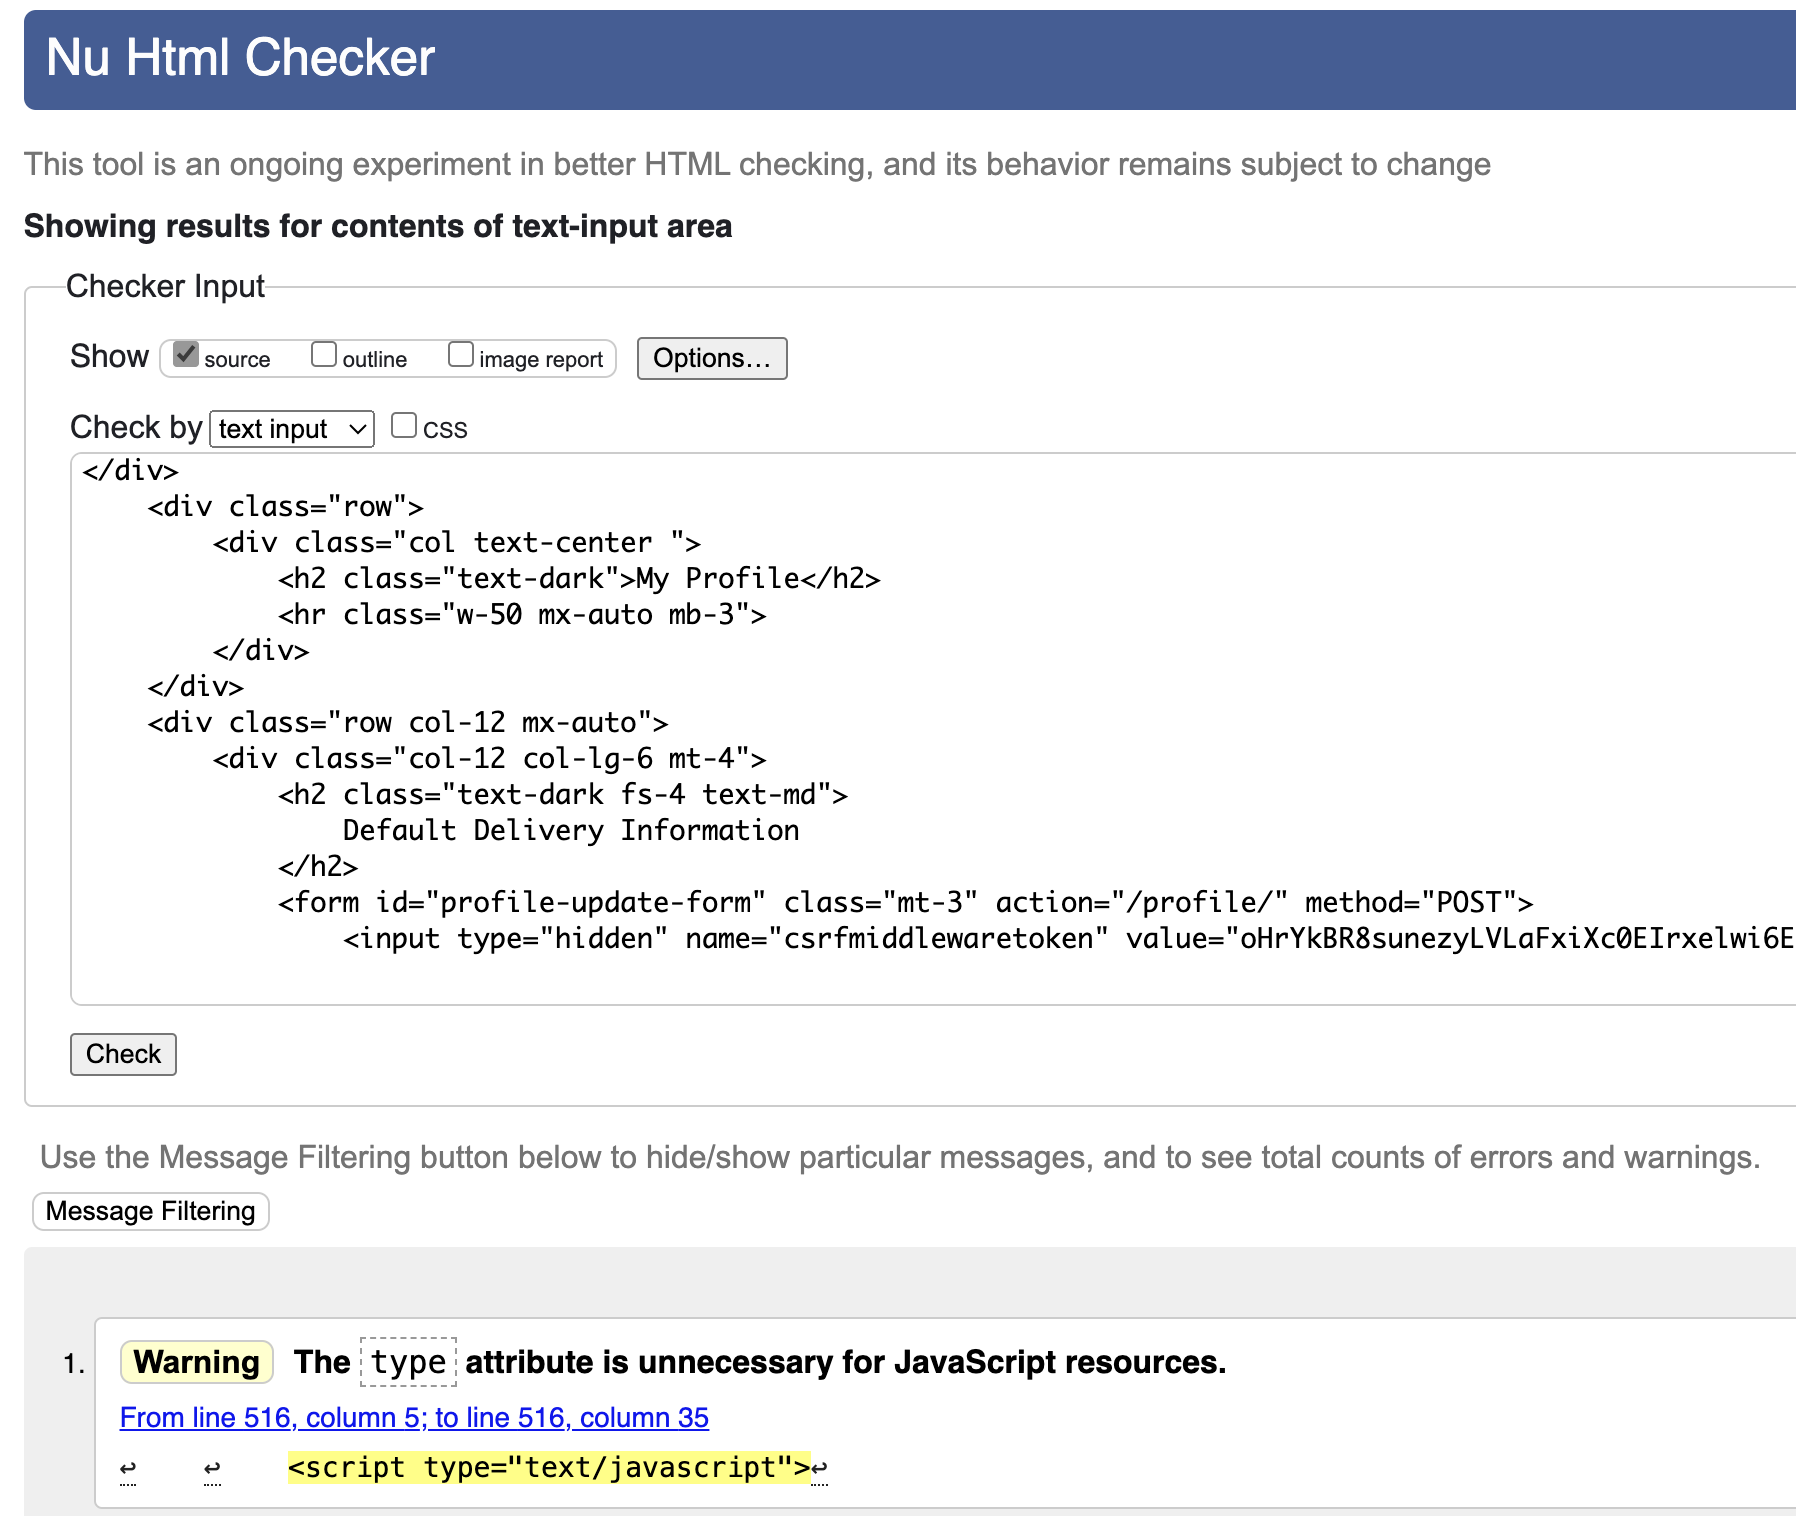 Nu Html Checker
This tool is an ongoing experiment in better HTML checking, and its behavior remains subject to change
Showing results for contents of text-input area
Checker Input
Show source outline image report Options...
Check by text input CSS
</div>
    <div class="row">
        <div class="col text-center ">
            <h2 class="text-dark">My Profile</h2>
            <hr class="w-50 mx-auto mb-3">
        </div>
    </div>
    <div class="row col-12 mx-auto">
        <div class="col-12 col-lg-6 mt-4">
            <h2 class="text-dark fs-4 text-md">
                Default Delivery Information
            </h2>
            <form id="profile-update-form" class="mt-3" action="/profile/" method="POST">
                <input type="hidden" name="csrfmiddlewaretoken" value="oHrYkBR8sunezyLVLaFxiXc0EIrxelwi6E
Check
Use the Message Filtering button below to hide/show particular messages, and to see total counts of errors and warnings.
Message Filtering
1. Warning The type attribute is unnecessary for JavaScript resources.
From line 516, column 5; to line 516, column 35
↩ ↩ <script type="text/javascript">↩